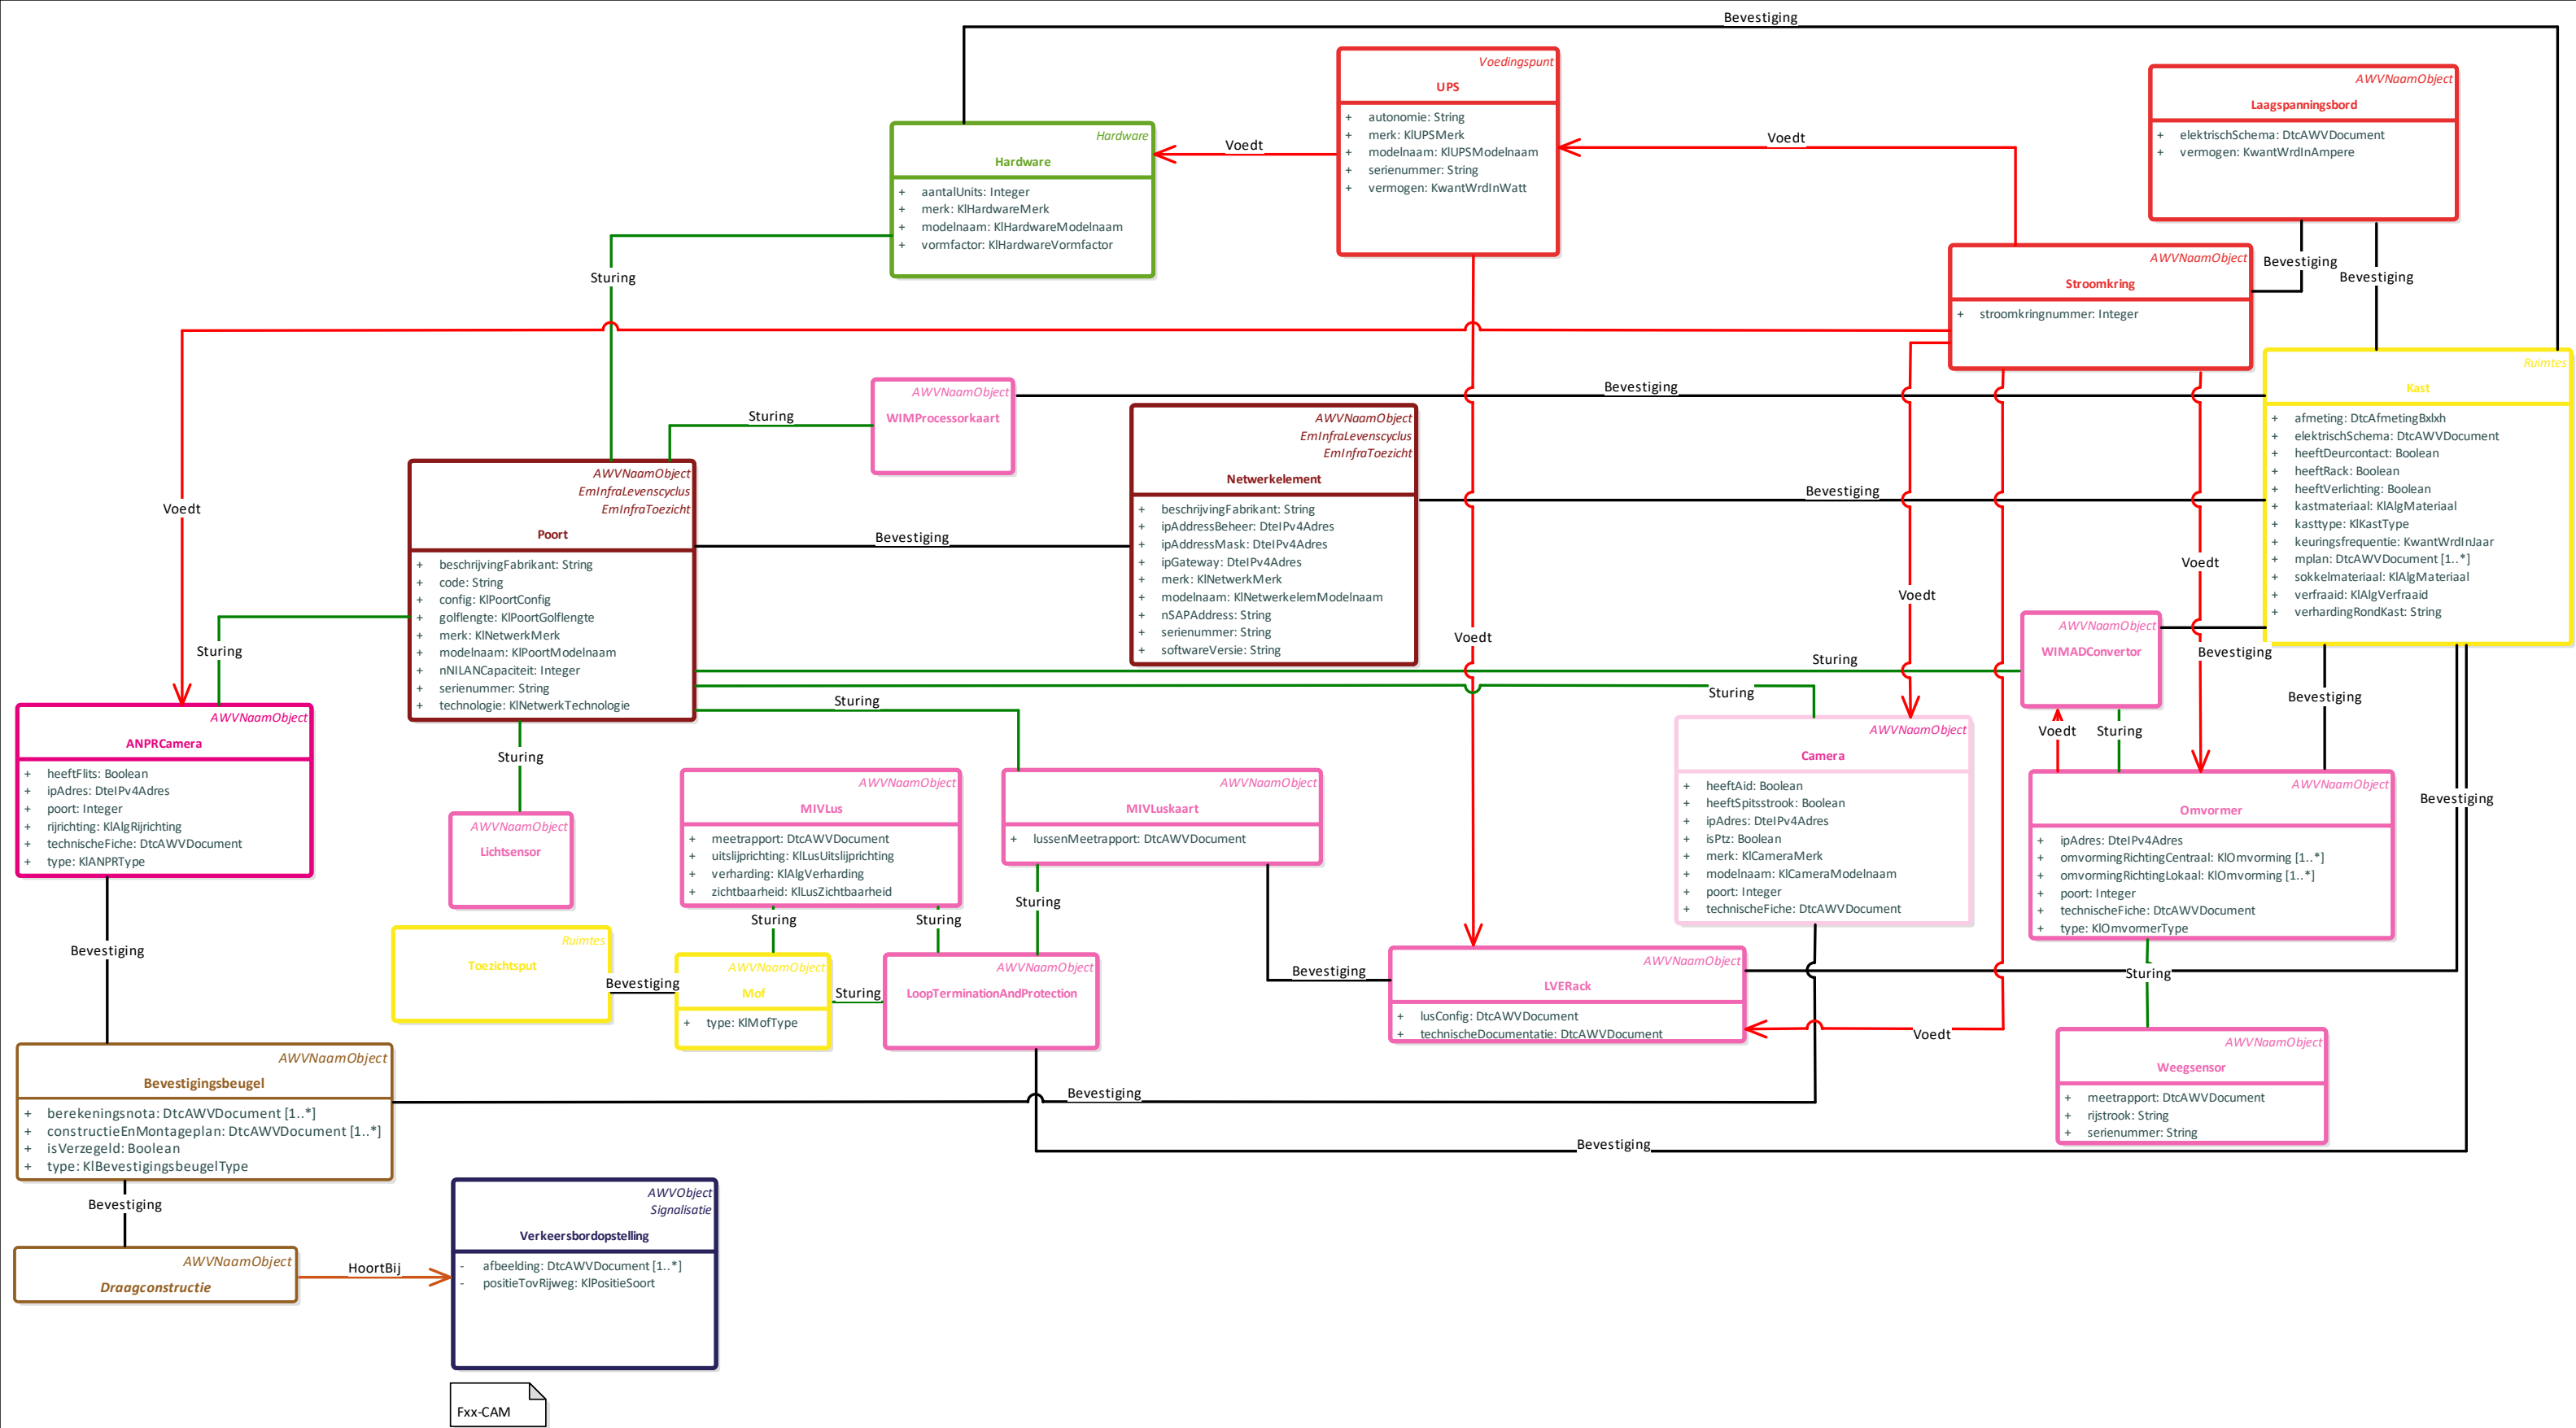 Bevestiging
Voedingspunt
UPS
+ autonomie: String
+ merk: KlUPSMerk
+ modelnaam: KlUPSModelnaam
+ serienummer: String
+ vermogen: KwantWrdInWatt
AWVNaamObject
Laagspanningsbord
+ elektrischSchema: DtcAWVDocument
+ vermogen: KwantWrdInAmpere
Hardware
Hardware
+ aantalUnits: Integer
+ merk: KlHardwareMerk
+ modelnaam: KlHardwareModelnaam
+ vormfactor: KlHardwareVormfactor
Voedt
Voedt
Sturing
AWVNaamObject
Stroomkring
+ stroomkringnummer: Integer
Bevestiging
Bevestiging
Ruimtes
Kast
+ afmeting: DtcAfmetingBxlxh
+ elektrischSchema: DtcAWVDocument
+ heeftDeurcontact: Boolean
+ heeftRack: Boolean
+ heeftVerlichting: Boolean
+ kastmateriaal: KlAlgMateriaal
+ kasttype: KlKastType
+ keuringsfrequentie: KwantWrdInJaar
+ mplan: DtcAWVDocument [1..*]
+ sokkelmateriaal: KlAlgMateriaal
+ verfraaid: KlAlgVerfraaid
+ verhardingRondKast: String
AWVNaamObject
WIMProcessorkaart
Bevestiging
Sturing
AWVNaamObject
EmInfraLevenscyclus
EmInfraToezicht
Netwerkelement
+ beschrijvingFabrikant: String
+ ipAddressBeheer: DteIPv4Adres
+ ipAddressMask: DteIPv4Adres
+ ipGateway: DteIPv4Adres
+ merk: KlNetwerkMerk
+ modelnaam: KlNetwerkelemModelnaam
+ nSAPAddress: String
+ serienummer: String
+ softwareVersie: String
Bevestiging
AWVNaamObject
EmInfraLevenscyclus
EmInfraToezicht
Poort
+ beschrijvingFabrikant: String
+ code: String
+ config: KlPoortConfig
+ golflengte: KlPoortGolflengte
+ merk: KlNetwerkMerk
+ modelnaam: KlPoortModelnaam
+ nNILANCapaciteit: Integer
+ serienummer: String
+ technologie: KlNetwerkTechnologie
Bevestiging
Voedt
Voedt
Voedt
Voedt
Sturing
AWVNaamObject
WIMADConvertor
Bevestiging
Sturing
Sturing
Sturing
Bevestiging
AWVNaamObject
ANPRCamera
+ heeftFlits: Boolean
+ ipAdres: DteIPv4Adres
+ poort: Integer
+ rijrichting: KlAlgRijrichting
+ technischeFiche: DtcAWVDocument
+ type: KlANPRType
Sturing
AWVNaamObject
Camera
+ heeftAid: Boolean
+ heeftSpitsstrook: Boolean
+ ipAdres: DteIPv4Adres
+ isPtz: Boolean
+ merk: KlCameraMerk
+ modelnaam: KlCameraModelnaam
+ poort: Integer
+ technischeFiche: DtcAWVDocument
Voedt
Sturing
AWVNaamObject
Omvormer
+ ipAdres: DteIPv4Adres
+ omvormingRichtingCentraal: KlOmvorming [1..*]
+ omvormingRichtingLokaal: KlOmvorming [1..*]
+ poort: Integer
+ technischeFiche: DtcAWVDocument
+ type: KlOmvormerType
Bevestiging
AWVNaamObject
Lichtsensor
AWVNaamObject
MIVLus
+ meetrapport: DtcAWVDocument
+ uitslijprichting: KlLusUitslijprichting
+ verharding: KlAlgVerharding
+ zichtbaarheid: KlLusZichtbaarheid
AWVNaamObject
MIVLuskaart
+ lussenMeetrapport: DtcAWVDocument
Sturing
Sturing
Sturing
Bevestiging
Ruimtes
Toezichtsput
Bevestiging
AWVNaamObject
Mof
+ type: KlMofType
Sturing
AWVNaamObject
LoopTerminationAndProtection
Bevestiging
AWVNaamObject
LVERack
+ lusConfig: DtcAWVDocument
+ technischeDocumentatie: DtcAWVDocument
Sturing
Voedt
AWVNaamObject
Weegsensor
+ meetrapport: DtcAWVDocument
+ rijstrook: String
+ serienummer: String
AWVNaamObject
Bevestigingsbeugel
+ berekeningsnota: DtcAWVDocument [1..*]
+ constructieEnMontageplan: DtcAWVDocument [1..*]
+ isVerzegeld: Boolean
+ type: KlBevestigingsbeugelType
Bevestiging
Bevestiging
Bevestiging
AWVObject
Signalisatie
Verkeersbordopstelling
- afbeelding: DtcAWVDocument [1..*]
- positieTovRijweg: KlPositieSoort
AWVNaamObject
Draagconstructie
HoortBij
Fxx-CAM